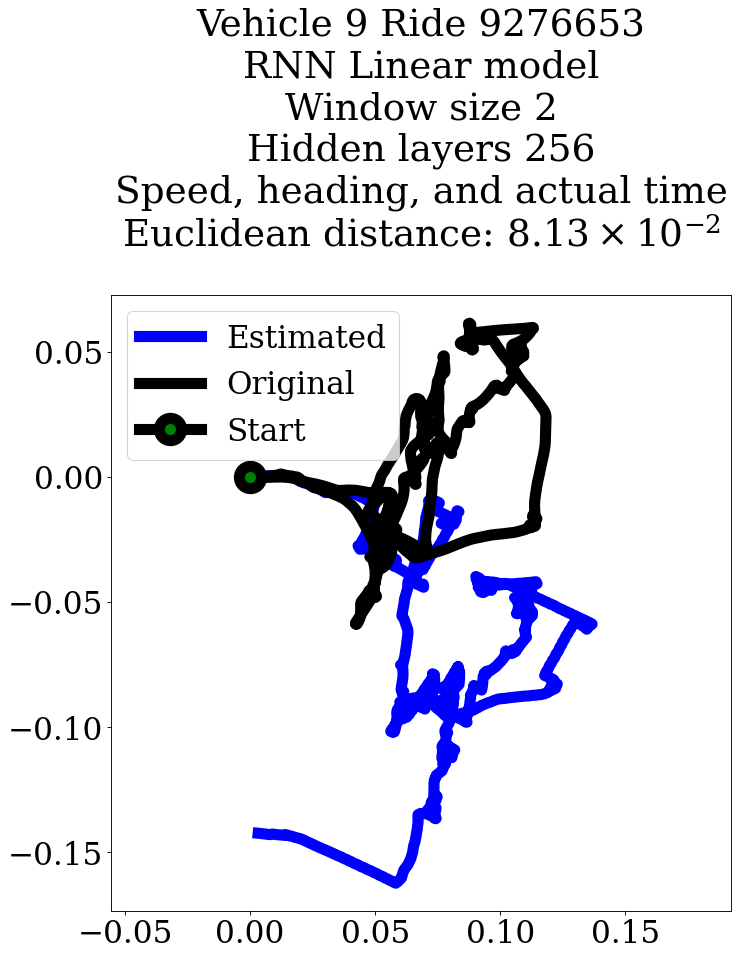 Vehicle 9 Ride 9276653
RNN Linear model
Window size 2
Hidden layers 256
Speed, heading, and actual time
Euclidean distance: 8.13 × 10⁻²
Estimated
Original
Start
0.05
0.00
−0.05
−0.10
−0.15
−0.05 0.00 0.05 0.10 0.15